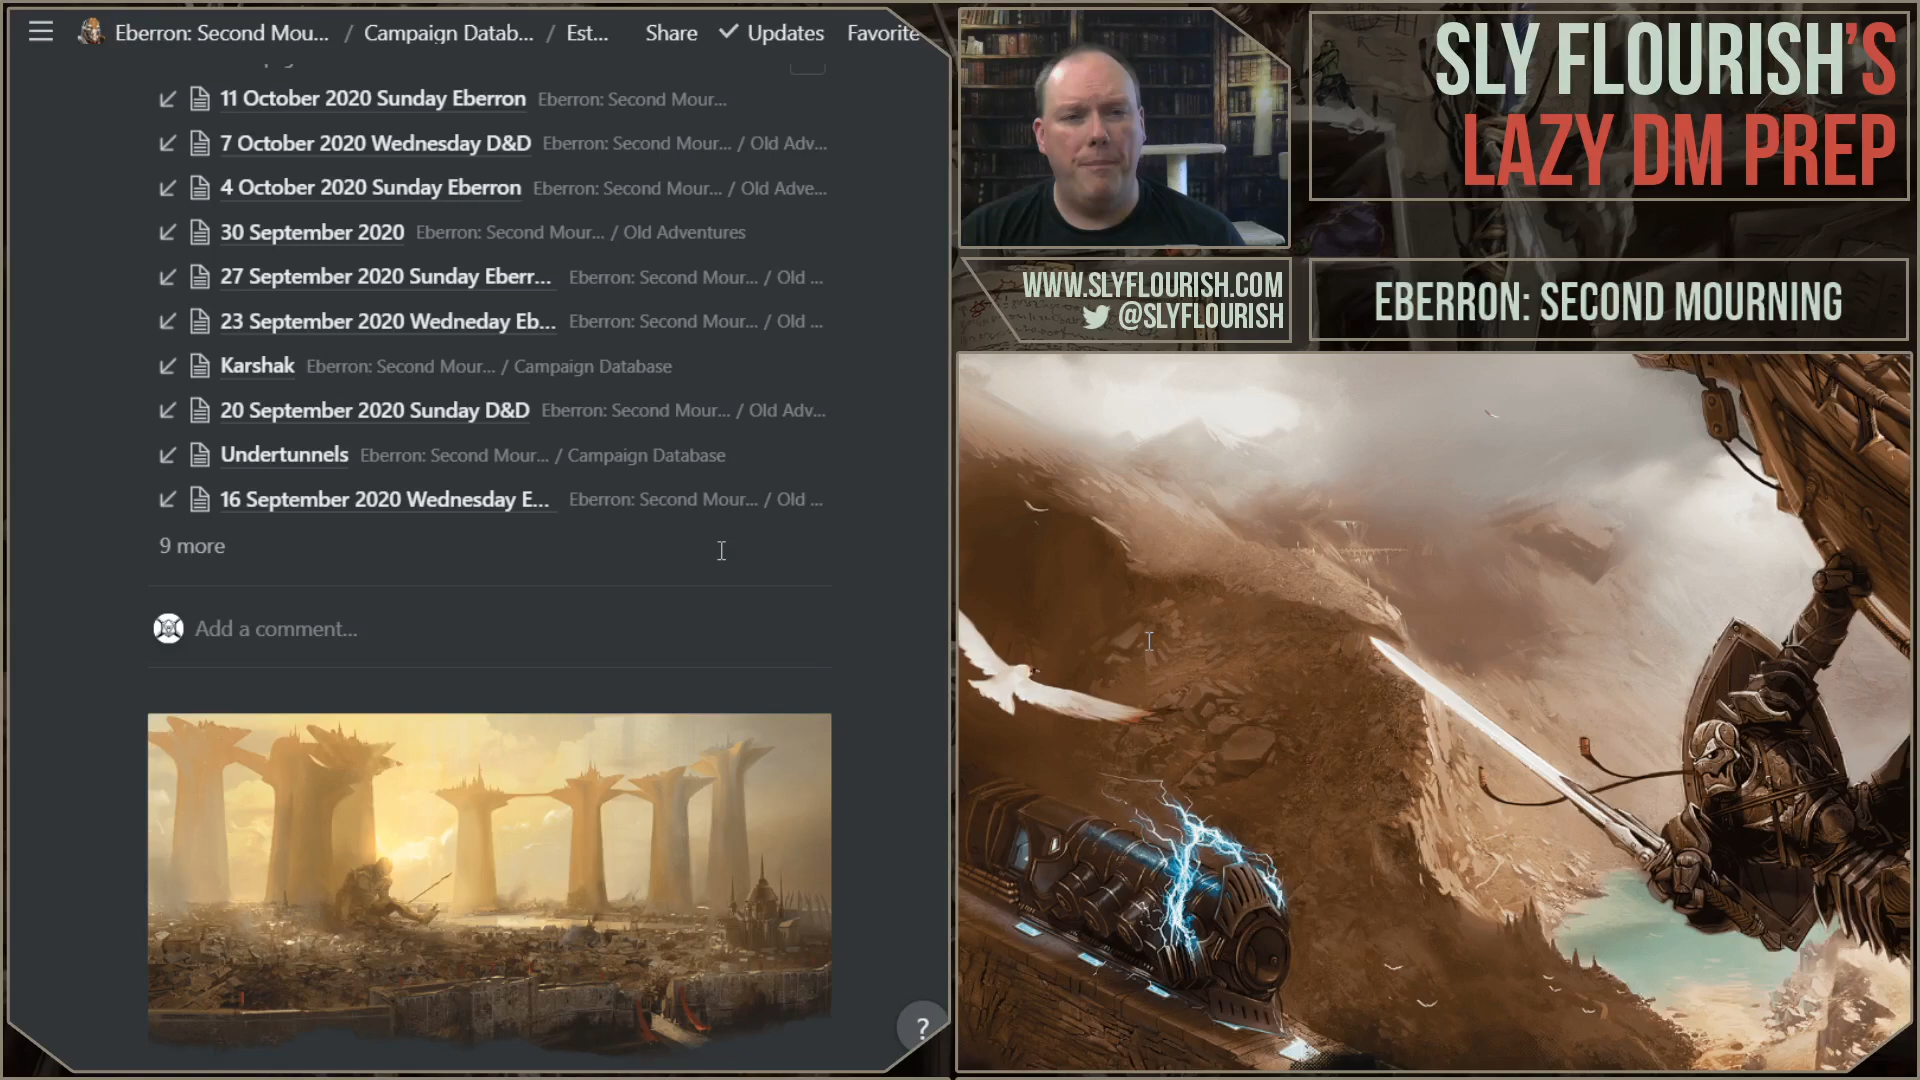 Eberron: Second Mou... / Campaign Datab... / Est... Share Updates Favorite
11 October 2020 Sunday Eberron Eberron: Second Mour...
7 October 2020 Wednesday D&D Eberron: Second Mour... / Old Adv...
4 October 2020 Sunday Eberron Eberron: Second Mour... / Old Adve...
30 September 2020 Eberron: Second Mour... / Old Adventures
27 September 2020 Sunday Eberr... Eberron: Second Mour... / Old ...
23 September 2020 Wedneday Eb... Eberron: Second Mour... / Old ...
Karshak Eberron: Second Mour... / Campaign Database
20 September 2020 Sunday D&D Eberron: Second Mour... / Old Adv...
Undertunnels Eberron: Second Mour... / Campaign Database
16 September 2020 Wednesday E... Eberron: Second Mour... / Old ...
9 more
Add a comment...
?
SLY FLOURISH'S
LAZY DM PREP
WWW.SLYFLOURISH.COM
@SLYFLOURISH
EBERRON: SECOND MOURNING